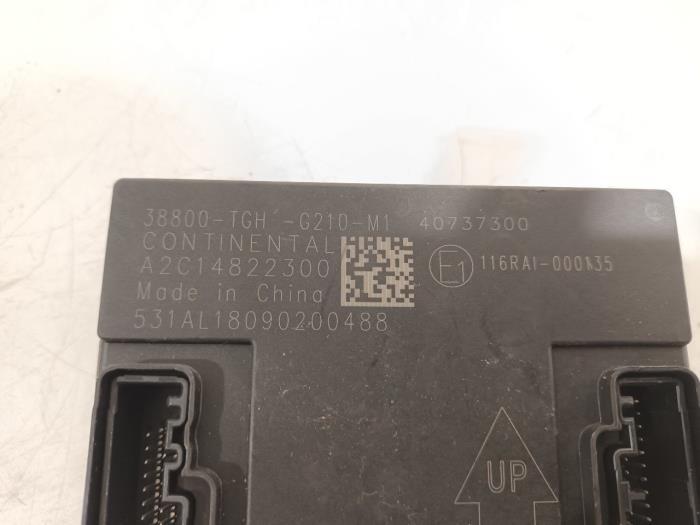 38800-TGH -G210-M1 40737300
CONTINENTAL
A2C14822300
Made in China
531AL18090200488
E1 116RAI-000135
UP